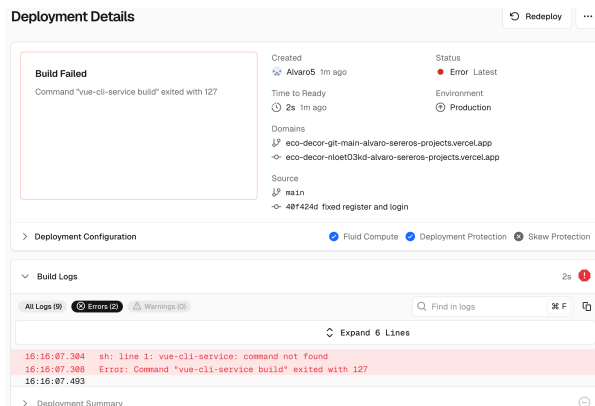 Deployment Details
Redeploy
...
Build Failed
Command "vue-cli-service build" exited with 127
Created
Alvaro5 1m ago
Status
Error Latest
Time to Ready
2s 1m ago
Environment
Production
Domains
eco-decor-git-main-alvaro-sereros-projects.vercel.app
eco-decor-nloet03kd-alvaro-sereros-projects.vercel.app
Source
main
40f424d fixed register and login
Deployment Configuration
Fluid Compute
Deployment Protection
Skew Protection
Build Logs
2s
All Logs (9)
Errors (2)
Warnings (0)
Find in logs
⌘ F
Expand 6 Lines
16:16:07.304 sh: line 1: vue-cli-service: command not found
16:16:07.308 Error: Command "vue-cli-service build" exited with 127
16:16:07.493
Deployment Summary